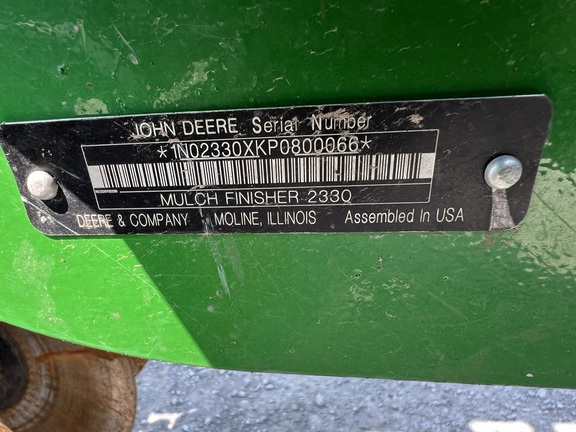 JOHN DEERE Serial Number
*1N02330XKP0800066*
MULCH FINISHER 2330
DEERE & COMPANY MOLINE, ILLINOIS Assembled In USA